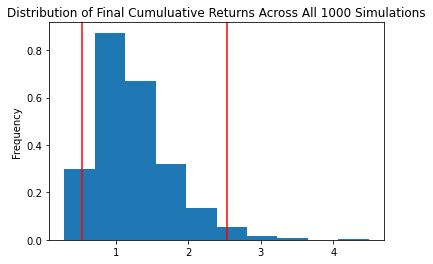 Distribution of Final Cumuluative Returns Across All 1000 Simulations
Frequency
0.8
0.6
0.4
0.2
0.0
1 2 3 4